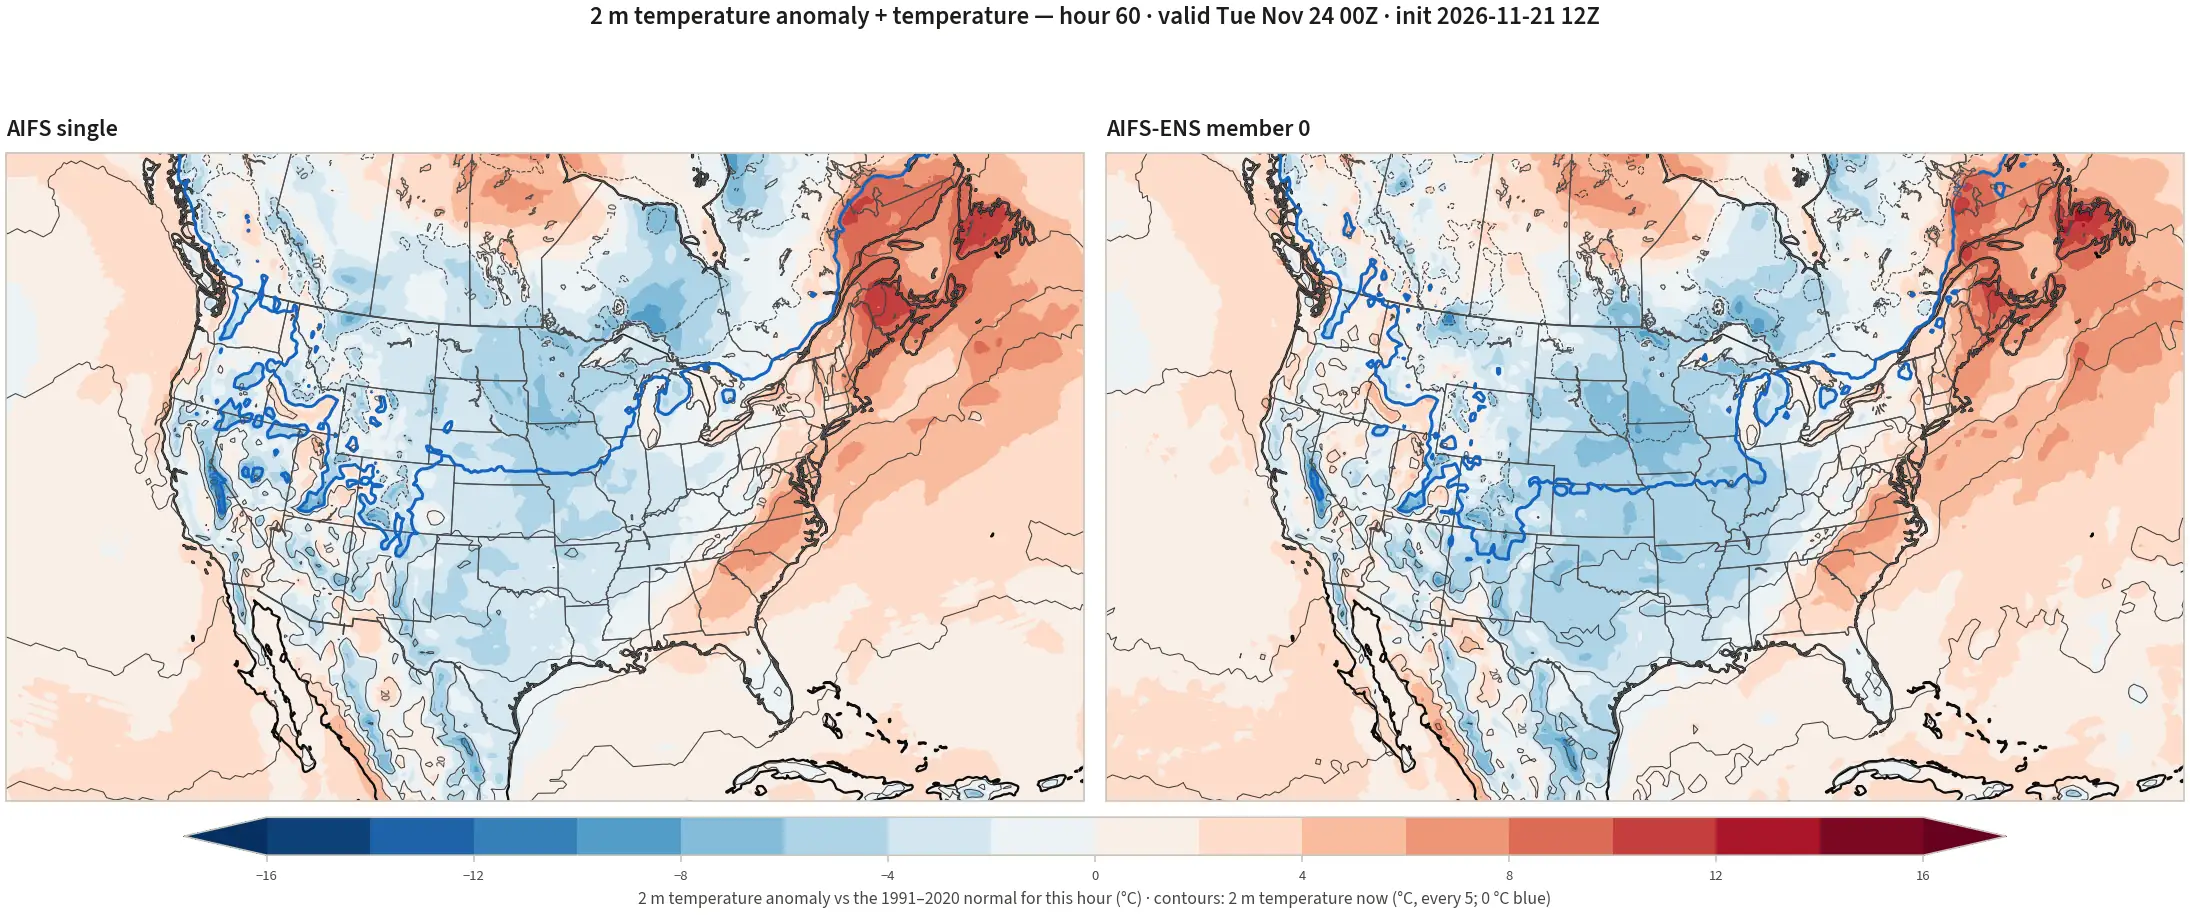 2 m temperature anomaly + temperature — hour 60 · valid Tue Nov 24 00Z · init 2026-11-21 12Z
AIFS single
AIFS-ENS member 0
−16 −12 −8 −4 0 4 8 12 16
2 m temperature anomaly vs the 1991–2020 normal for this hour (°C) · contours: 2 m temperature now (°C, every 5; 0 °C blue)